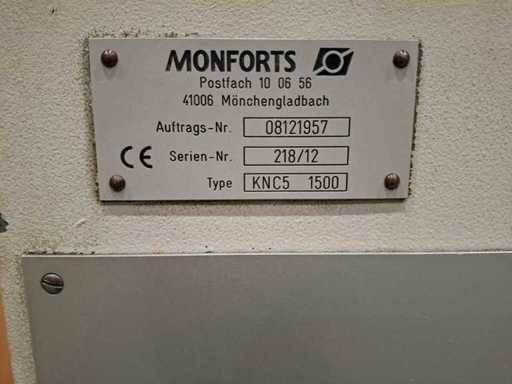 MONFORTS
Postfach 10 06 56
41006 Mönchengladbach
Auftrags-Nr. 08121957
CE Serien-Nr. 218/12
Type KNC5 1500